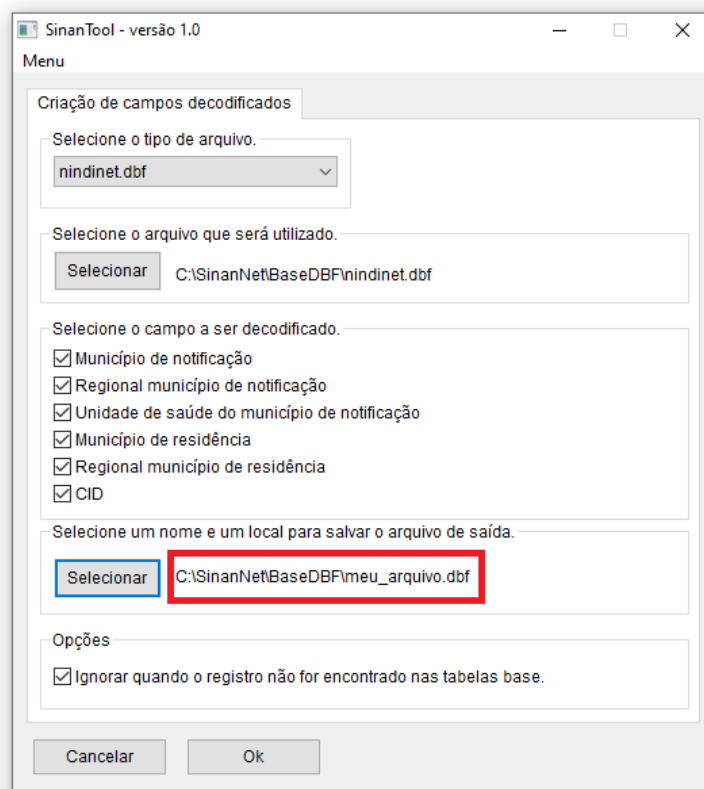 SinanTool - versão 1.0
Menu
Criação de campos decodificados
Selecione o tipo de arquivo.
nindinet.dbf
Selecione o arquivo que será utilizado.
Selecionar C:\SinanNet\BaseDBF\nindinet.dbf
Selecione o campo a ser decodificado.
Município de notificação
Regional município de notificação
Unidade de saúde do município de notificação
Município de residência
Regional município de residência
CID
Selecione um nome e um local para salvar o arquivo de saída.
Selecionar C:\SinanNet\BaseDBF\meu_arquivo.dbf
Opções
Ignorar quando o registro não for encontrado nas tabelas base.
Cancelar Ok